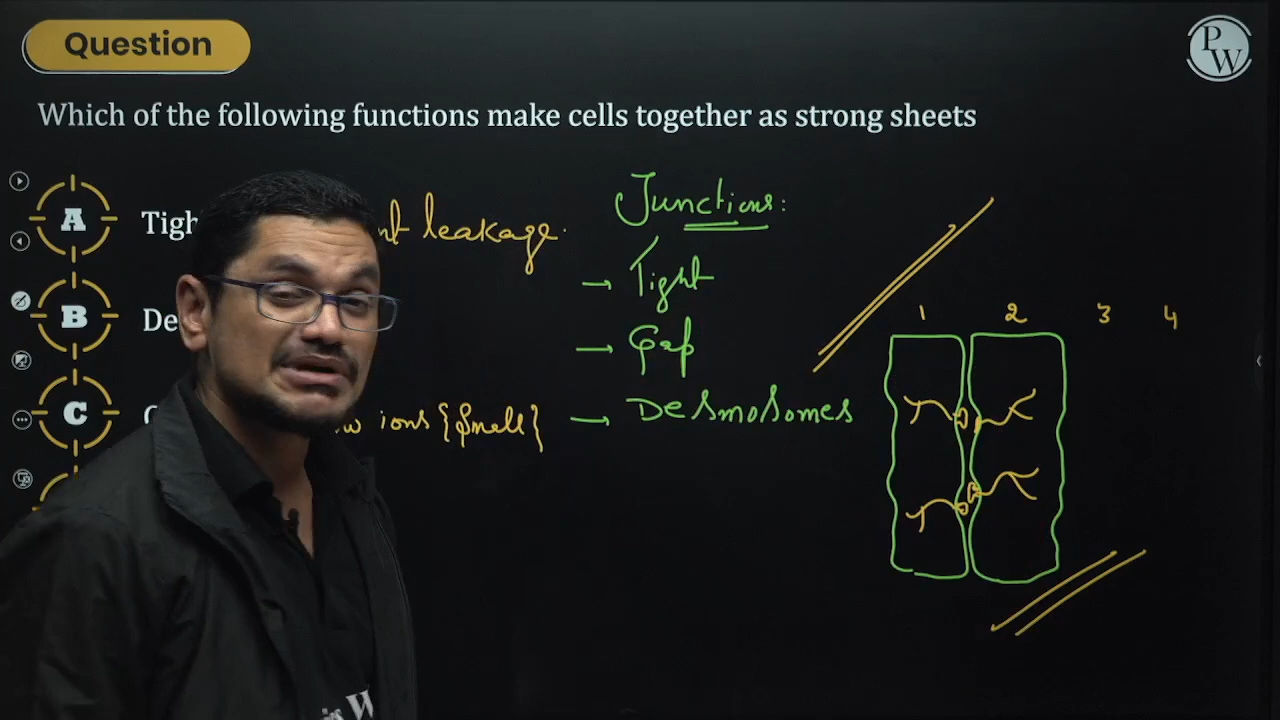 Question
PW
Which of the following functions make cells together as strong sheets
A
Tigh
nt leakage.
B
De
C
w ions {Small}
Junctions:
→ Tight
→ Gap
→ Desmosomes
1 2 3 4
W